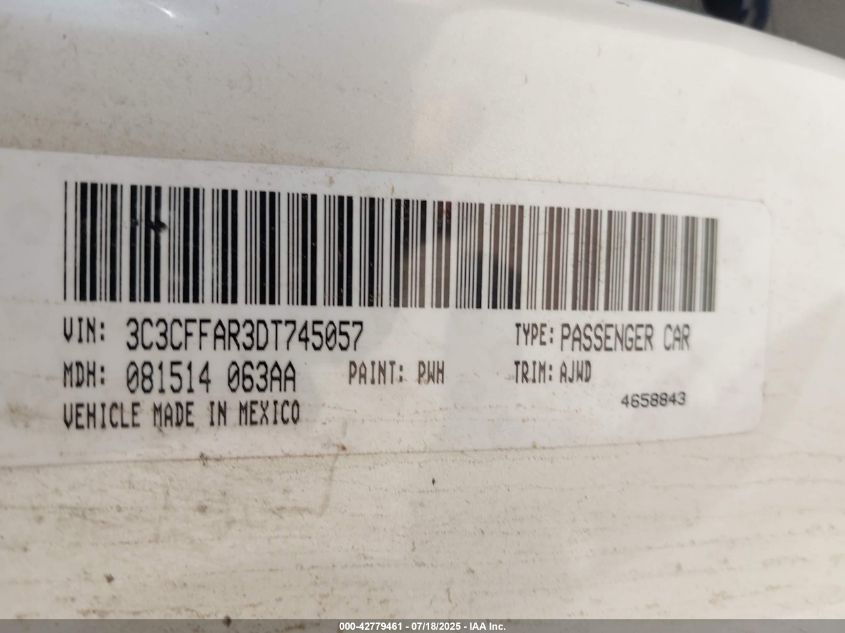 VIN: 3C3CFFAR3DT745057 TYPE: PASSENGER CAR
MDH: 081514 063AA PAINT: PWH TRIM: AJWD
VEHICLE MADE IN MEXICO 4658843
000-42779461 - 07/18/2025 - IAA Inc.